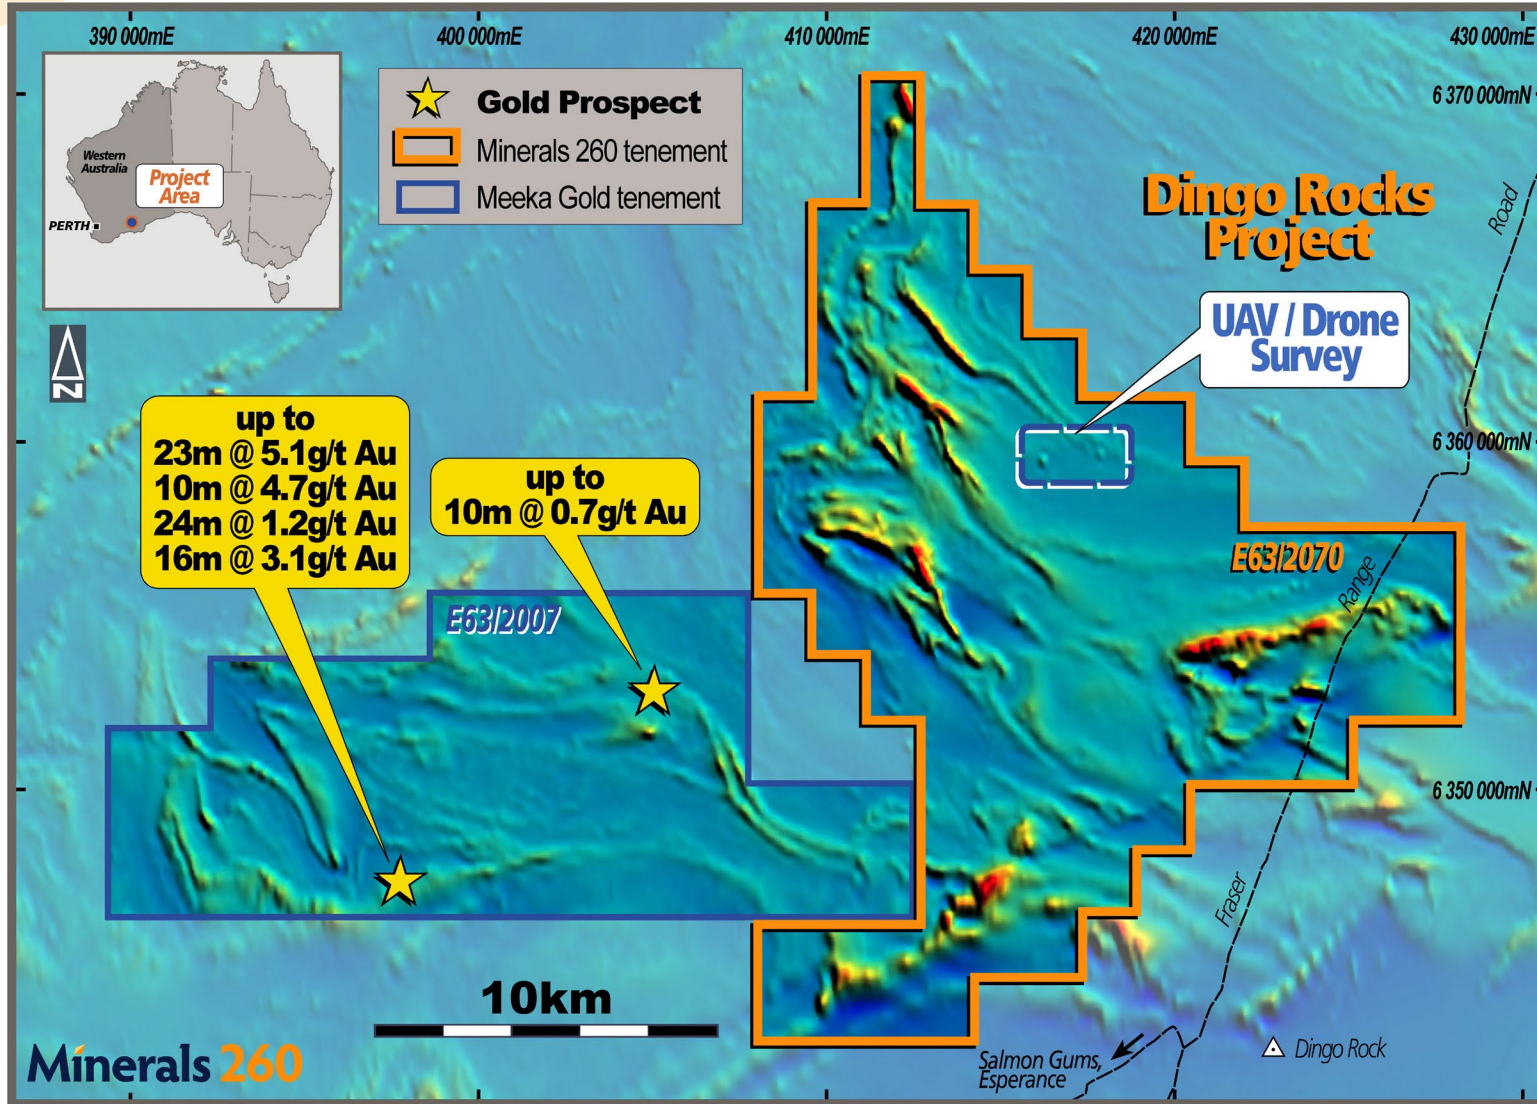 390 000mE
400 000mE
410 000mE
420 000mE
430 000mE
6 370 000mN
6 360 000mN
6 350 000mN
Western
Australia
Project
Area
PERTH
Gold Prospect
Minerals 260 tenement
Meeka Gold tenement
Dingo Rocks
Project
Road
UAV / Drone
Survey
N
up to
23m @ 5.1g/t Au
10m @ 4.7g/t Au
24m @ 1.2g/t Au
16m @ 3.1g/t Au
up to
10m @ 0.7g/t Au
E63/2070
Range
E63/2007
Fraser
10km
Minerals 260
Salmon Gums,
Esperance
Dingo Rock